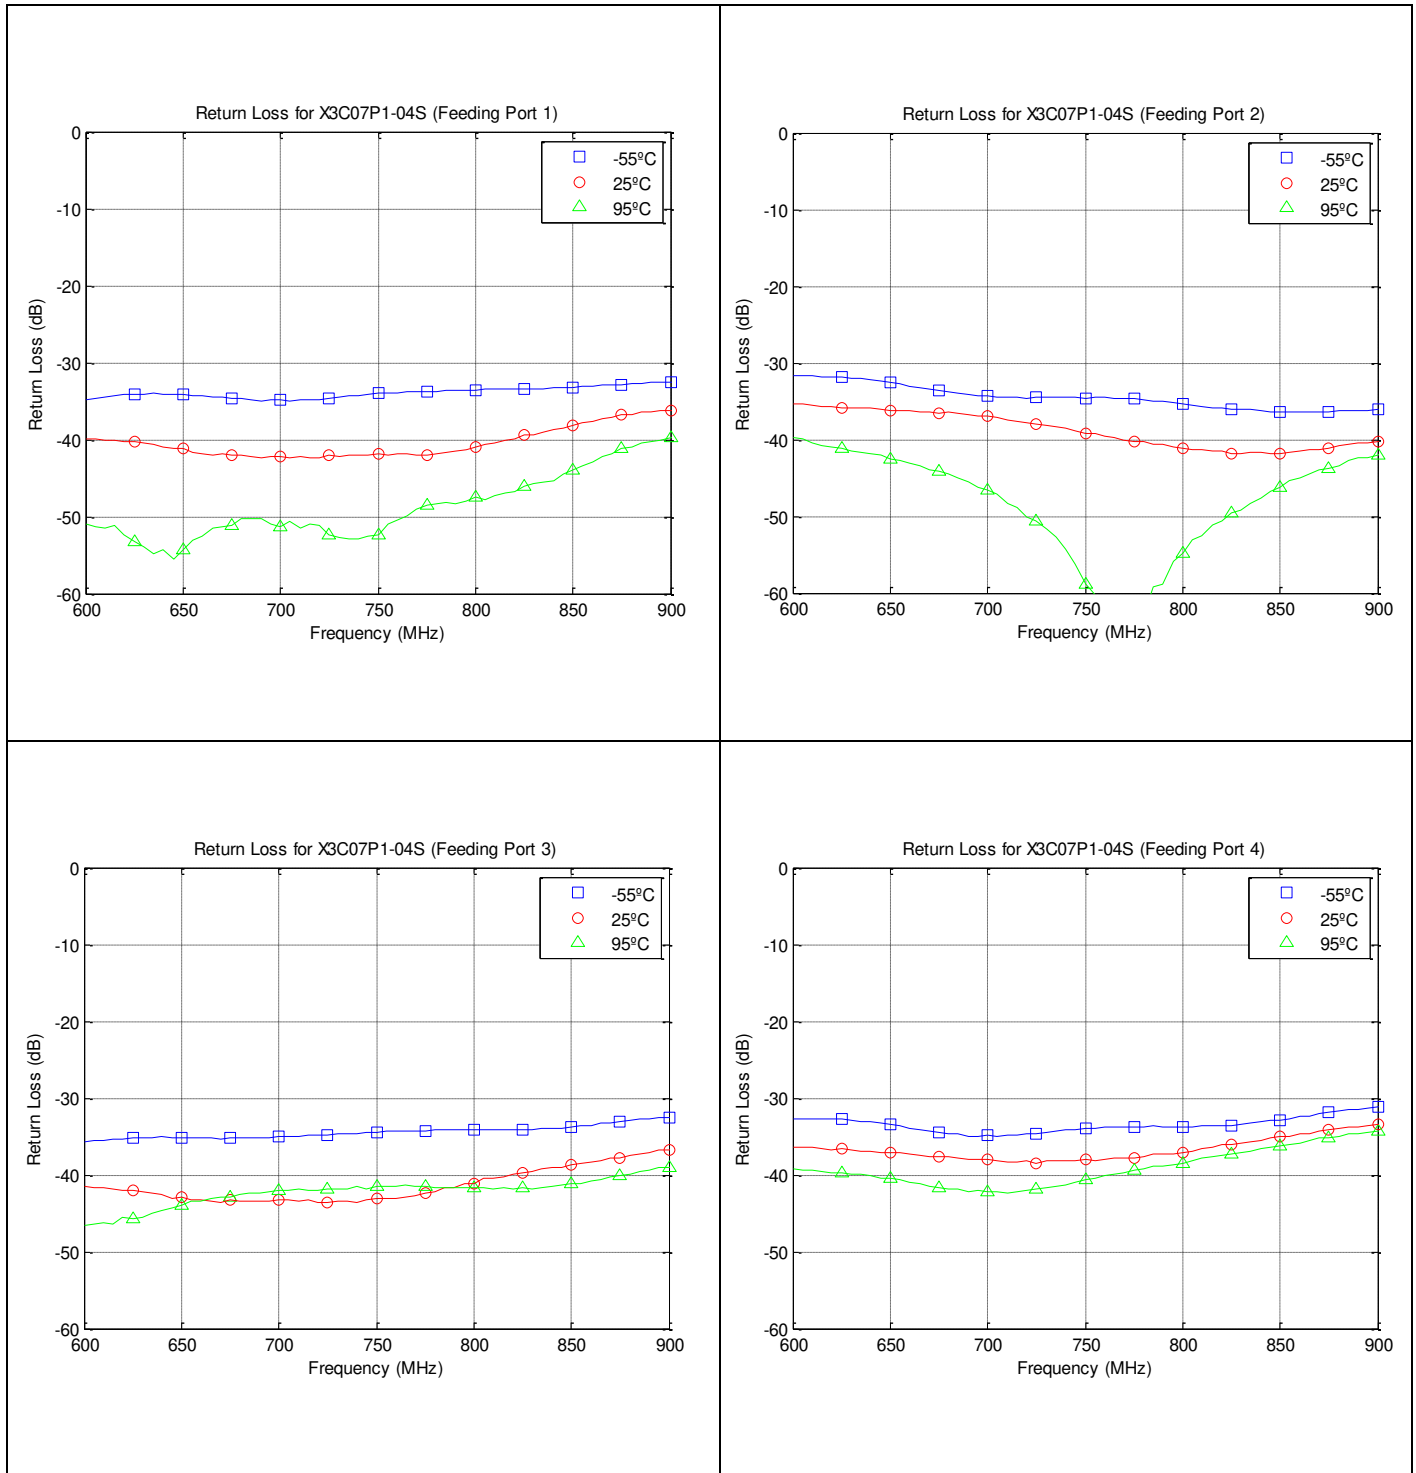 Return Loss for X3C07P1-04S (Feeding Port 1)
0
-10
-20
-30
-40
-50
-60
600 650 700 750 800 850 900
Return Loss (dB)
Frequency (MHz)
-55ºC
25ºC
95ºC
Return Loss for X3C07P1-04S (Feeding Port 2)
0
-10
-20
-30
-40
-50
-60
600 650 700 750 800 850 900
Return Loss (dB)
Frequency (MHz)
-55ºC
25ºC
95ºC
Return Loss for X3C07P1-04S (Feeding Port 3)
0
-10
-20
-30
-40
-50
-60
600 650 700 750 800 850 900
Return Loss (dB)
Frequency (MHz)
-55ºC
25ºC
95ºC
Return Loss for X3C07P1-04S (Feeding Port 4)
0
-10
-20
-30
-40
-50
-60
600 650 700 750 800 850 900
Return Loss (dB)
Frequency (MHz)
-55ºC
25ºC
95ºC